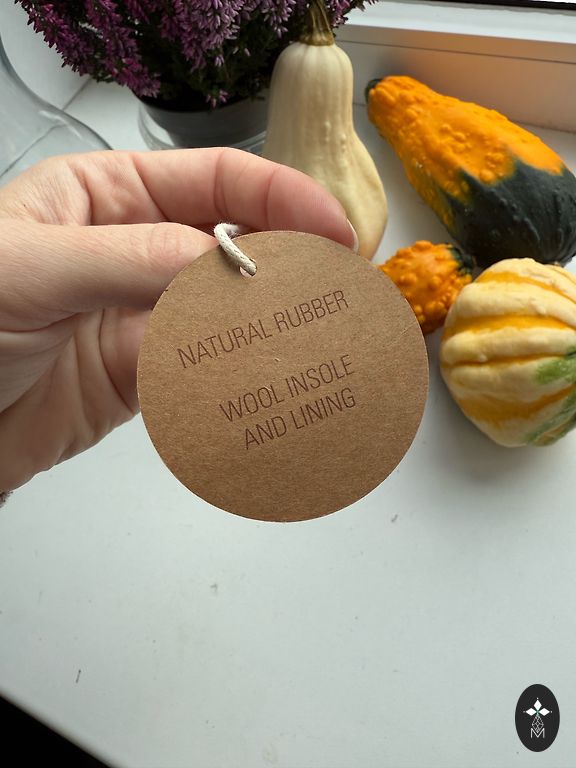 NATURAL RUBBER
WOOL INSOLE
AND LINING